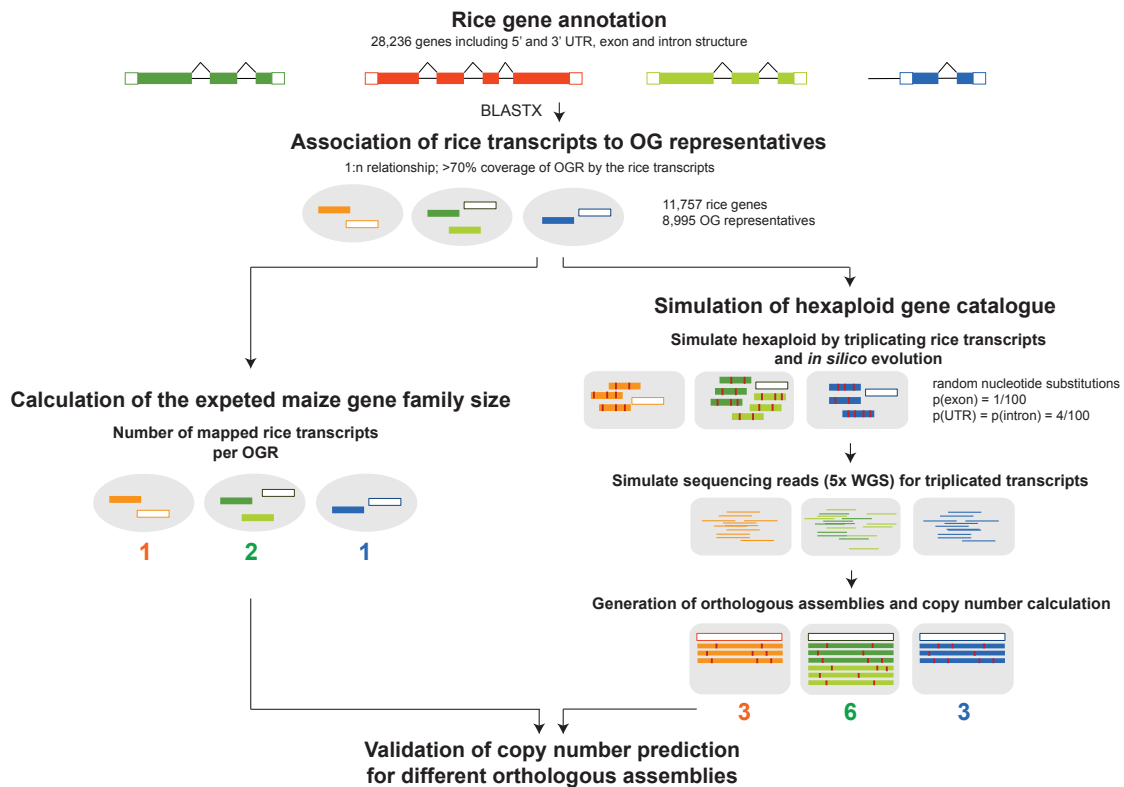 Rice gene annotation
28,236 genes including 5' and 3' UTR, exon and intron structure
BLASTX
Association of rice transcripts to OG representatives
1:n relationship; >70% coverage of OGR by the rice transcripts
11,757 rice genes
8,995 OG representatives
Calculation of the expeted maize gene family size
Number of mapped rice transcripts
per OGR
1
2
1
Simulation of hexaploid gene catalogue
Simulate hexaploid by triplicating rice transcripts
and in silico evolution
random nucleotide substitutions
p(exon) = 1/100
p(UTR) = p(intron) = 4/100
Simulate sequencing reads (5x WGS) for triplicated transcripts
Generation of orthologous assemblies and copy number calculation
3
6
3
Validation of copy number prediction
for different orthologous assemblies